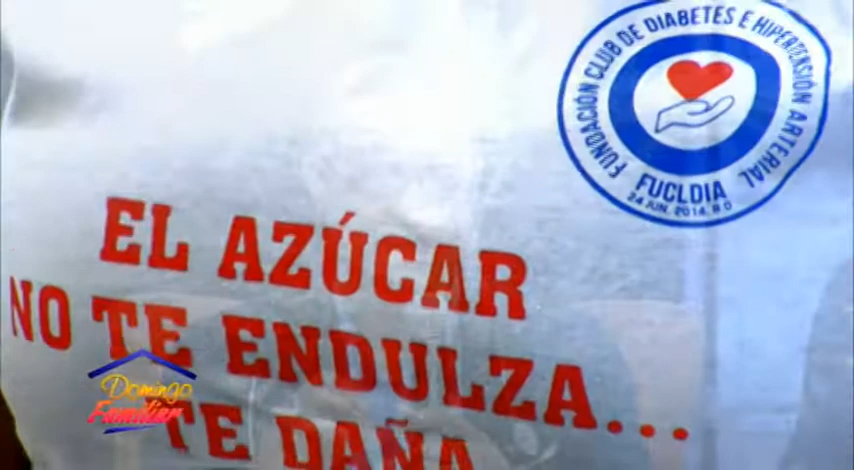 FUNDACIÓN CLUB DE DIABETES E HIPERTENSIÓN ARTERIAL
FUCLDIA
24 JUN. 2014. R D
EL AZÚCAR
NO TE ENDULZA...
TE DAÑA
Domingo
Familiar